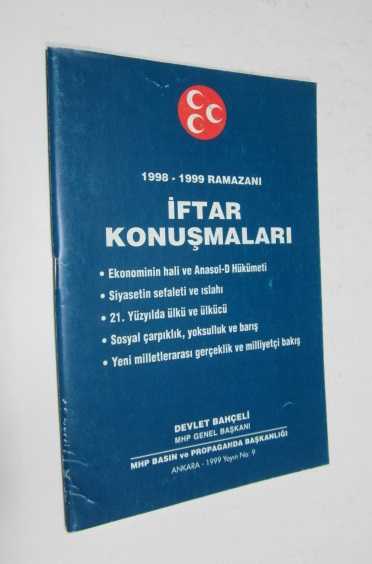 1998 - 1999 RAMAZANI
İFTAR
KONUŞMALARI
• Ekonominin hali ve Anasol-D Hükümeti
• Siyasetin sefaleti ve ıslahı
• 21. Yüzyılda ülkü ve ülkücü
• Sosyal çarpıklık, yoksulluk ve barış
• Yeni milletlerarası gerçeklik ve milliyetçi bakış
DEVLET BAHÇELİ
MHP GENEL BAŞKANI
MHP BASIN ve PROPAGANDA BAŞKANLIĞI
ANKARA - 1999 Yayın No: 9